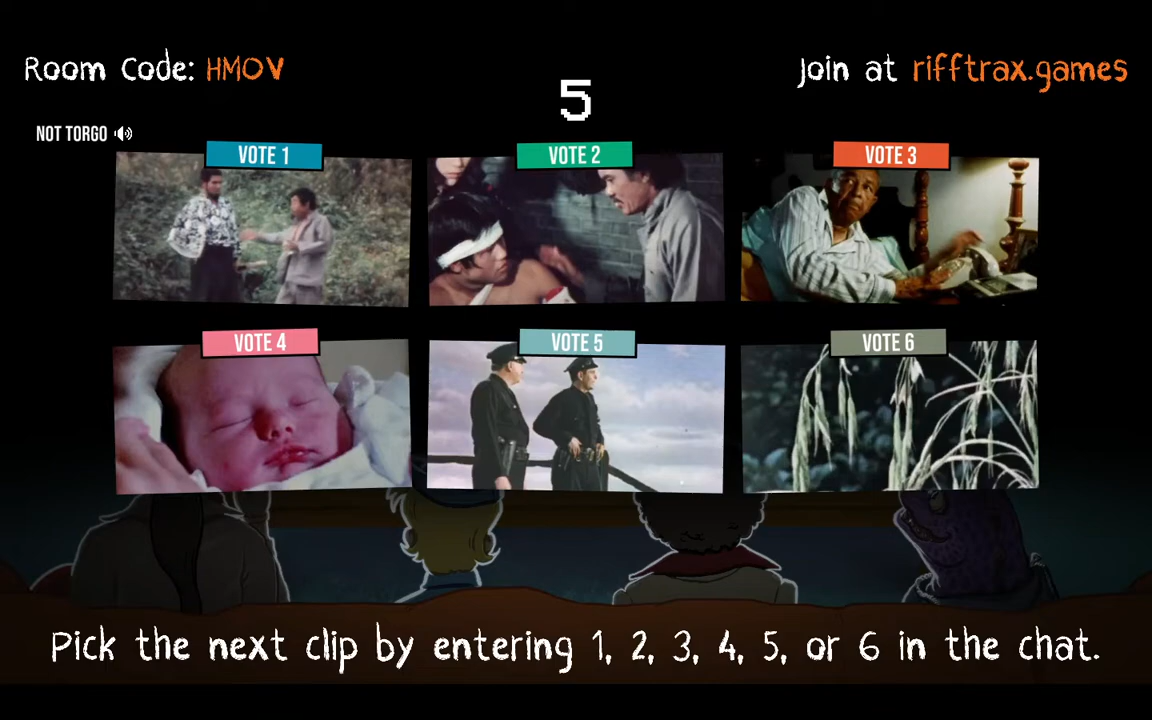 Room Code: HMOV
Join at rifftrax.games
5
NOT TORGO
VOTE 1
VOTE 2
VOTE 3
VOTE 4
VOTE 5
VOTE 6
Pick the next clip by entering 1, 2, 3, 4, 5, or 6 in the chat.